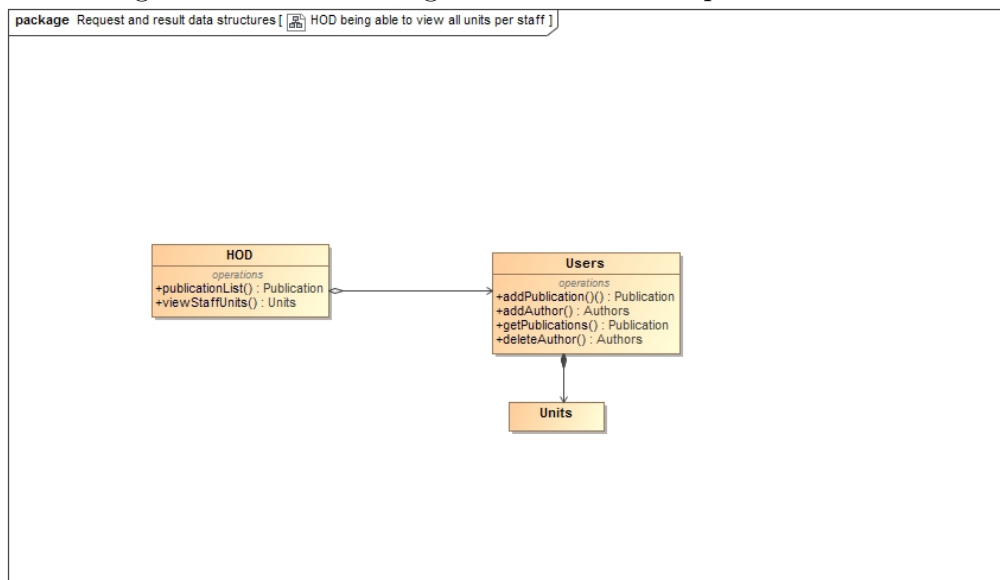 package Request and result data structures [ HOD being able to view all units per staff ]
HOD
operations
+publicationList() : Publication
+viewStaffUnits() : Units
Users
operations
+addPublication()() : Publication
+addAuthor() : Authors
+getPublications() : Publication
+deleteAuthor() : Authors
Units